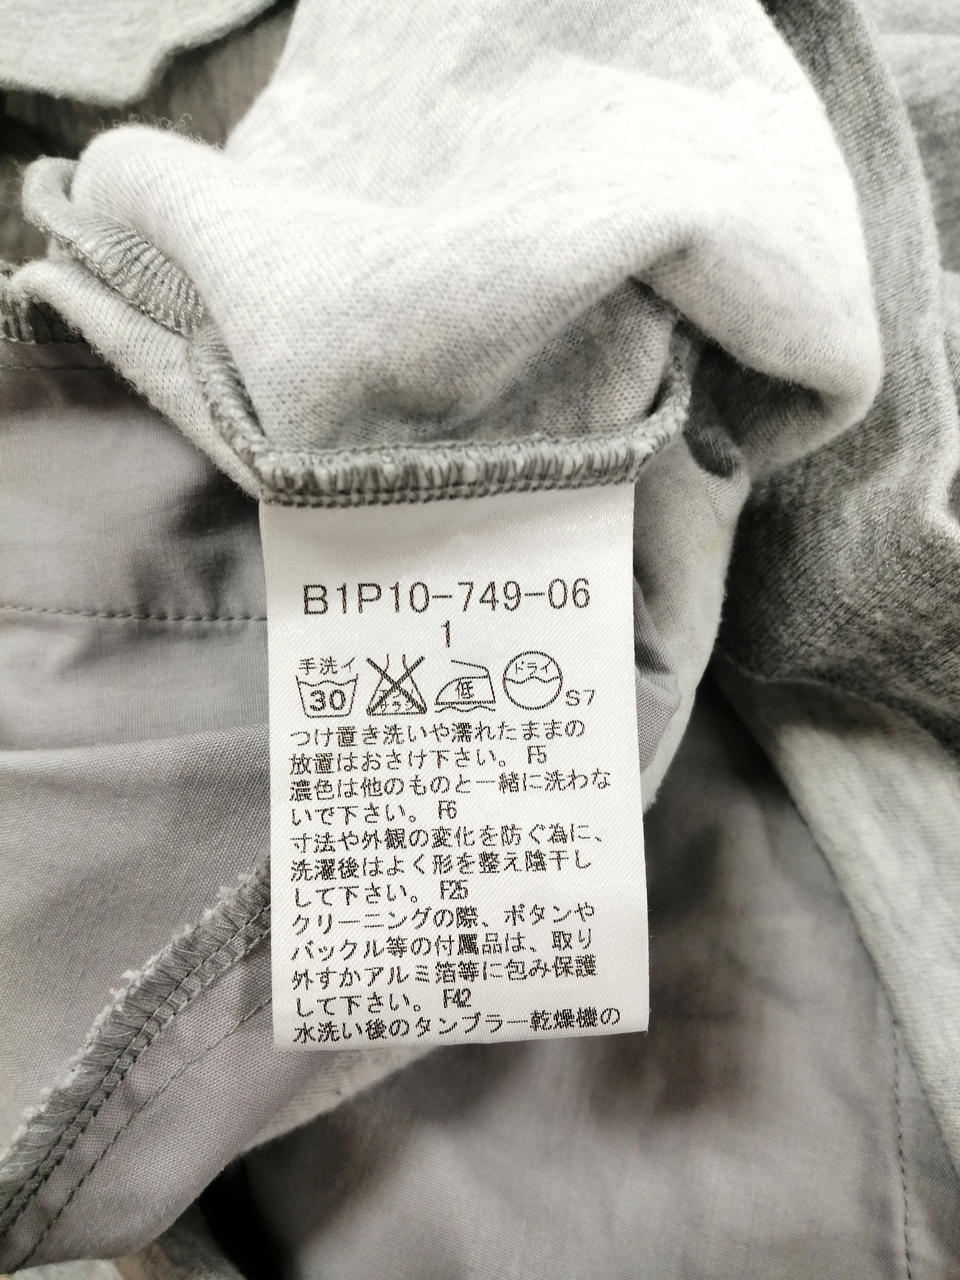 B1P10-749-06
1
手洗イ 30 エンソサラシ 低 ドライ S7
つけ置き洗いや濡れたままの
放置はおさけ下さい。 F5
濃色は他のものと一緒に洗わな
いで下さい。 F6
寸法や外観の変化を防ぐ為に、
洗濯後はよく形を整え陰干し
して下さい。 F25
クリーニングの際、ボタンや
バックル等の付属品は、取り
外すかアルミ箔等に包み保護
して下さい。 F42
水洗い後のタンブラー乾燥機の